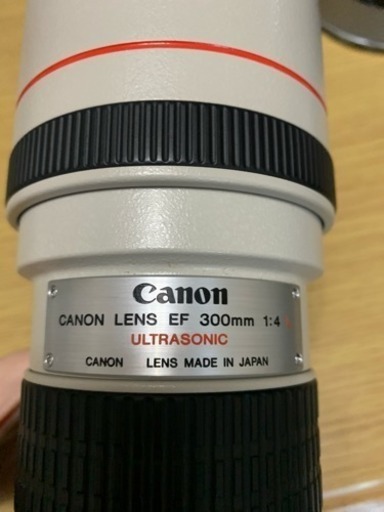 Canon
CANON LENS EF 300mm 1:4 L
ULTRASONIC
CANON LENS MADE IN JAPAN